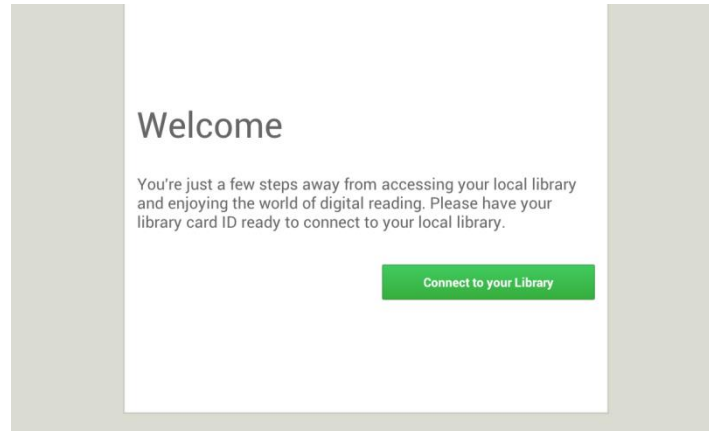 Welcome
You're just a few steps away from accessing your local library
and enjoying the world of digital reading. Please have your
library card ID ready to connect to your local library.
Connect to your Library